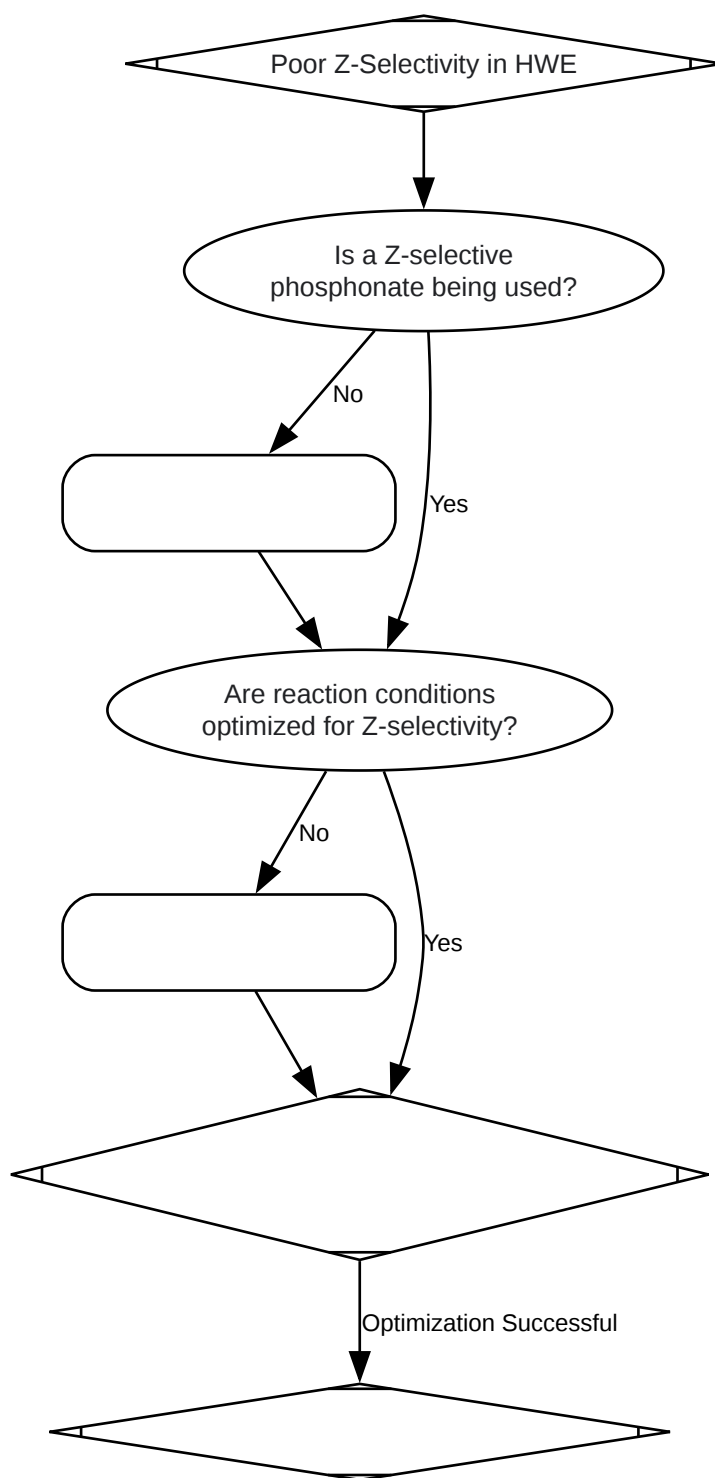 Poor Z-Selectivity in HWE
Is a Z-selective
phosphonate being used?
No
Yes
Are reaction conditions
optimized for Z-selectivity?
No
Yes
Optimization Successful